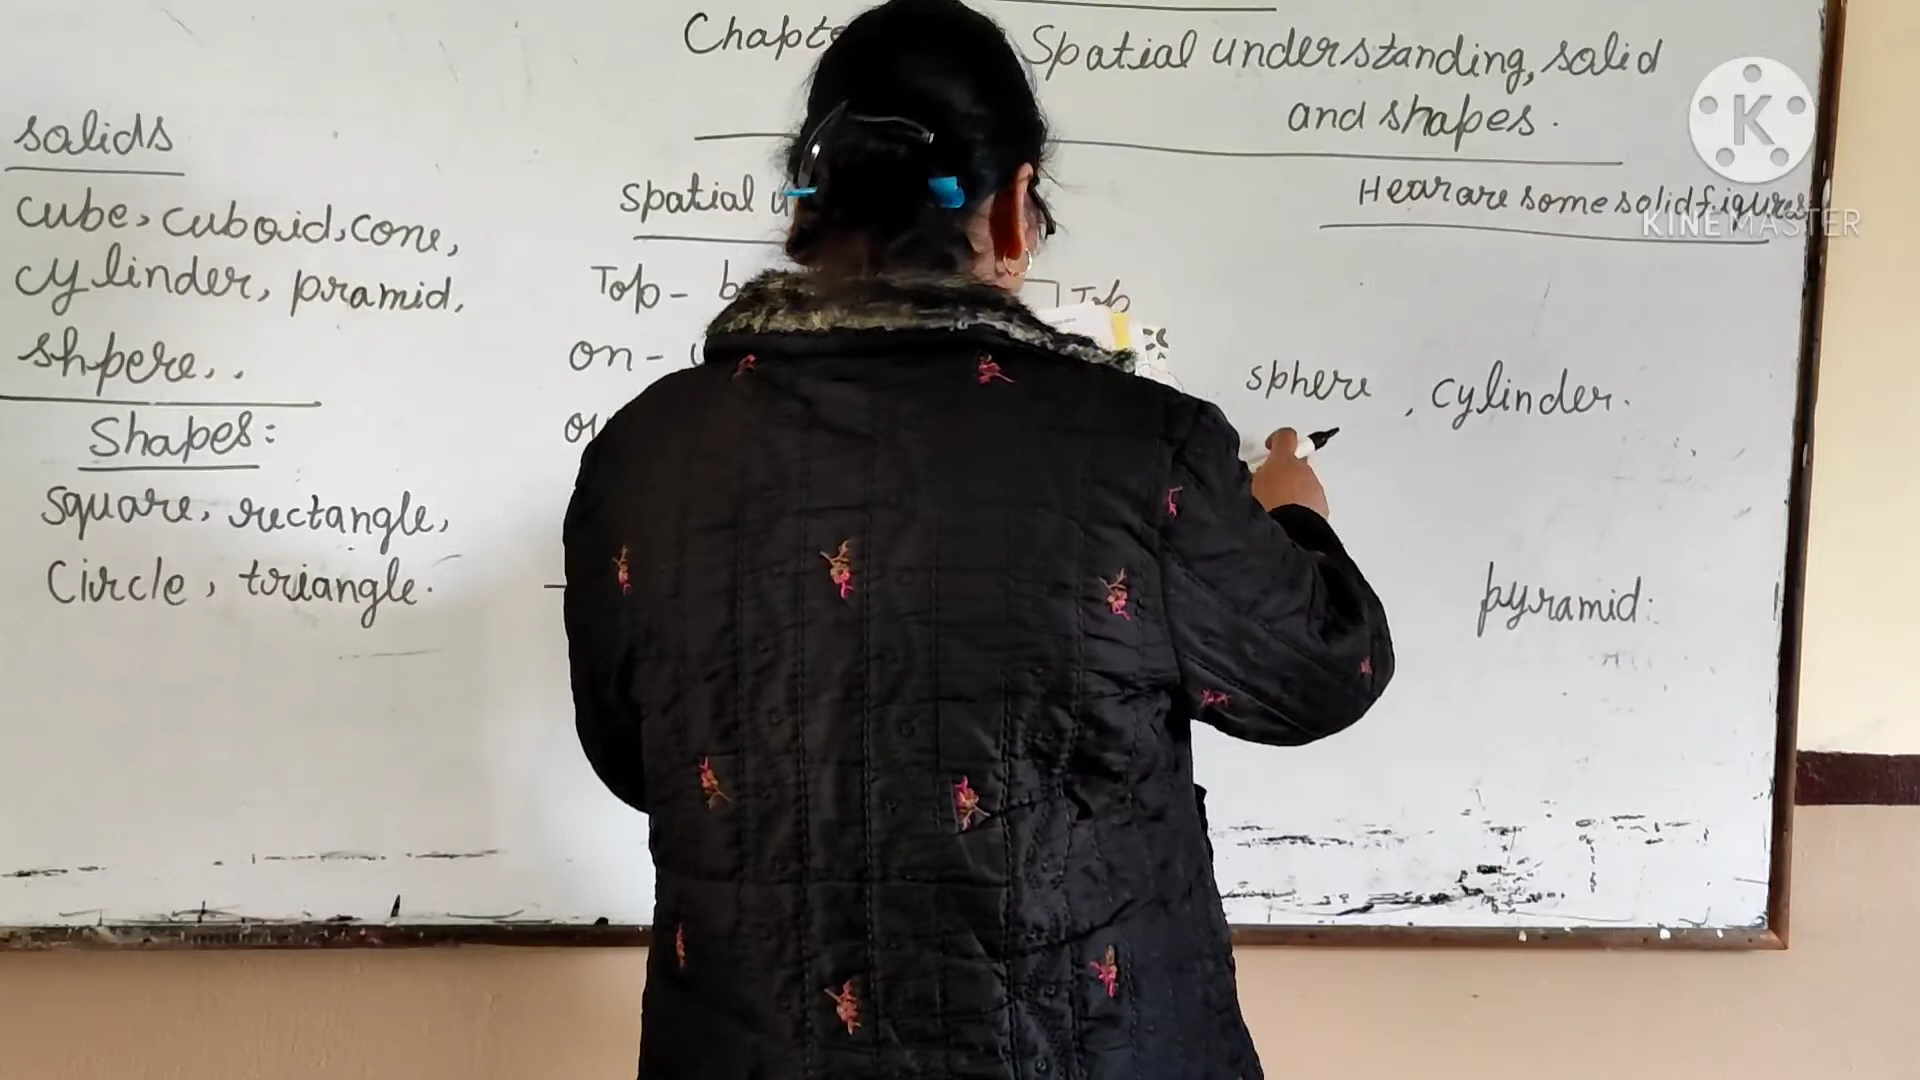 Spatial understanding, solid
and shapes.
solids
cube, cuboid, cone,
cylinder, pramid,
shpere..
Shapes:
square, rectangle,
Circle, triangle.
spatial
Top -
on -
Top
Hear are some solid figures
sphere, cylinder.
pyramid:
K
KINEMASTER